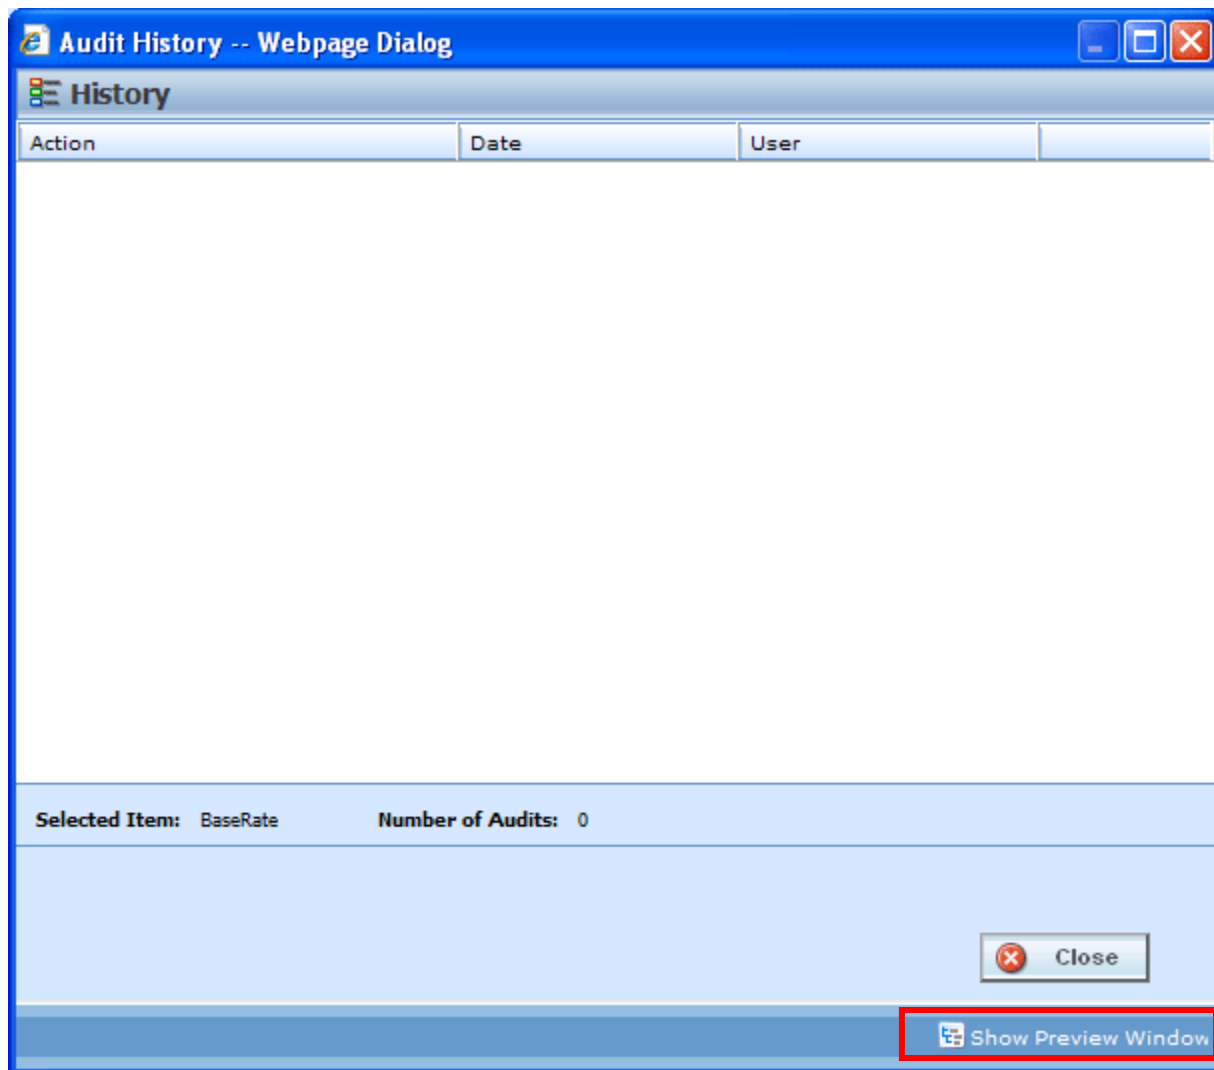 Audit History -- Webpage Dialog
History
Action Date User
Selected Item: BaseRate Number of Audits: 0
Close
Show Preview Window